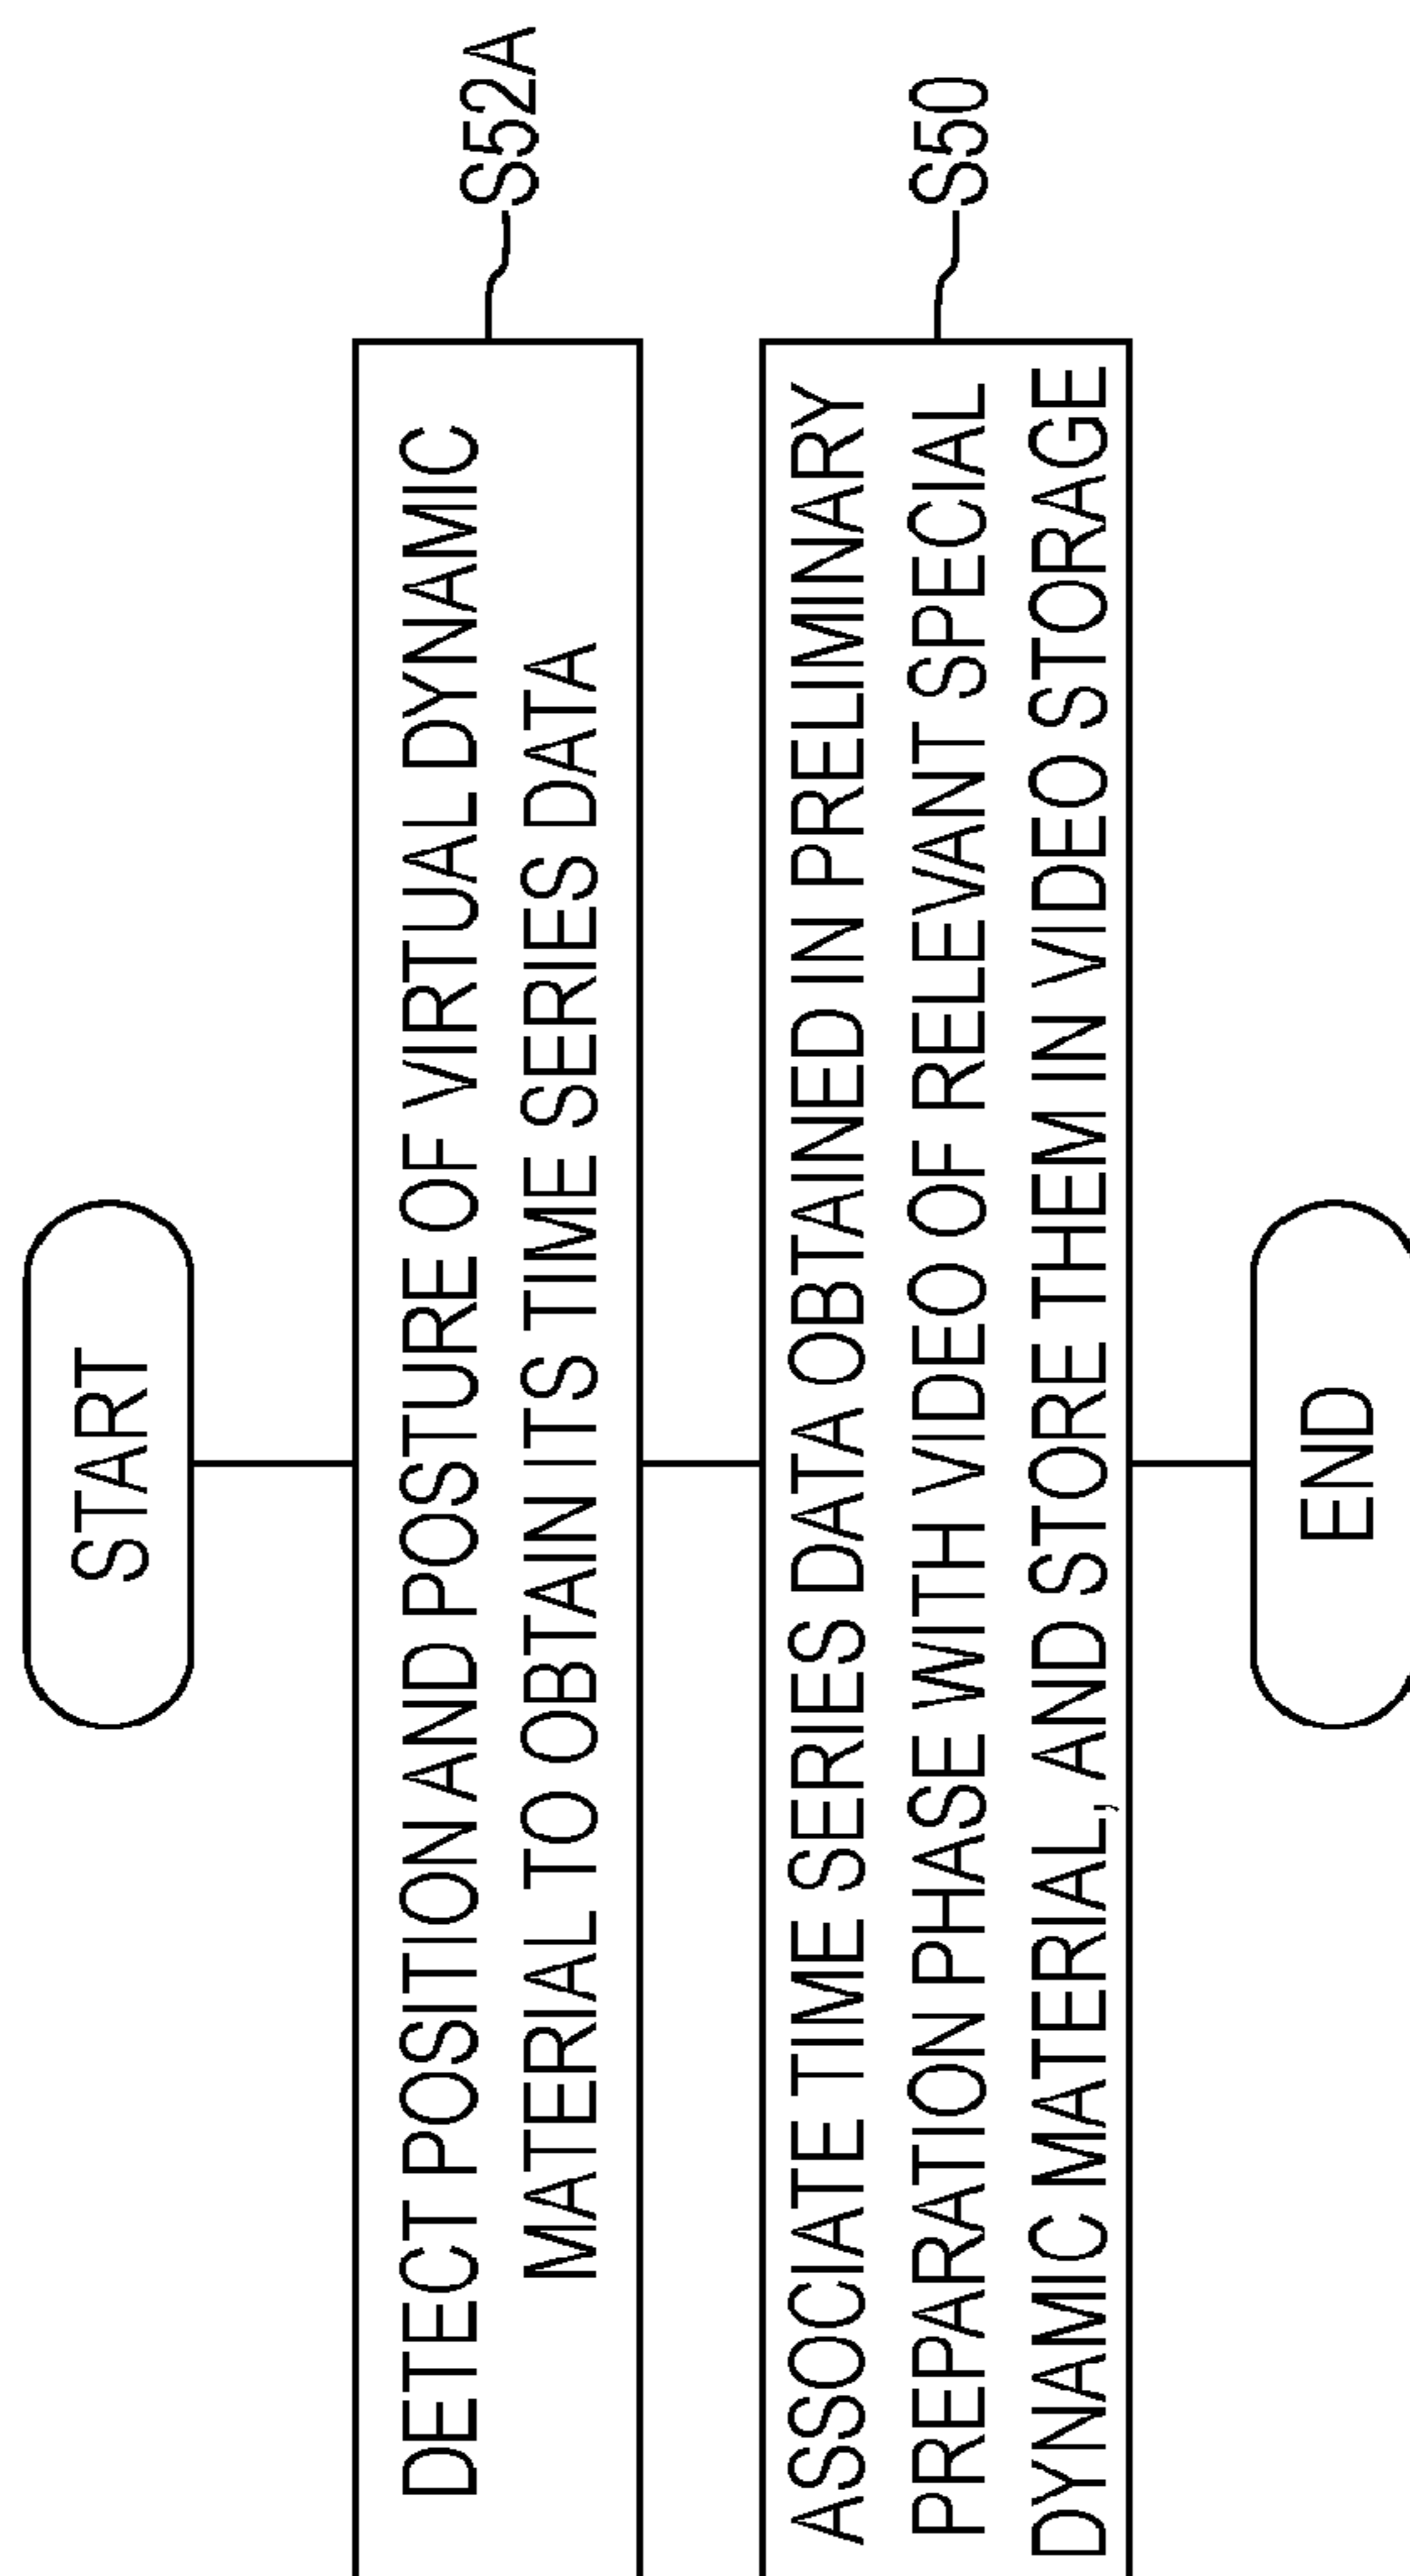 START
DETECT POSITION AND POSTURE OF VIRTUAL DYNAMIC
MATERIAL TO OBTAIN ITS TIME SERIES DATA
S52A
ASSOCIATE TIME SERIES DATA OBTAINED IN PRELIMINARY
PREPARATION PHASE WITH VIDEO OF RELEVANT SPECIAL
DYNAMIC MATERIAL, AND STORE THEM IN VIDEO STORAGE
S50
END